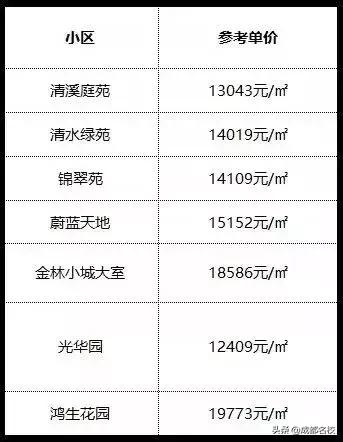 小区 参考单价
清溪庭苑 13043元/㎡
清水绿苑 14019元/㎡
锦翠苑 14109元/㎡
蔚蓝天地 15152元/㎡
金林小城大室 18586元/㎡
光华园 12409元/㎡
鸿生花园 19773元/㎡
头条 @成都名校